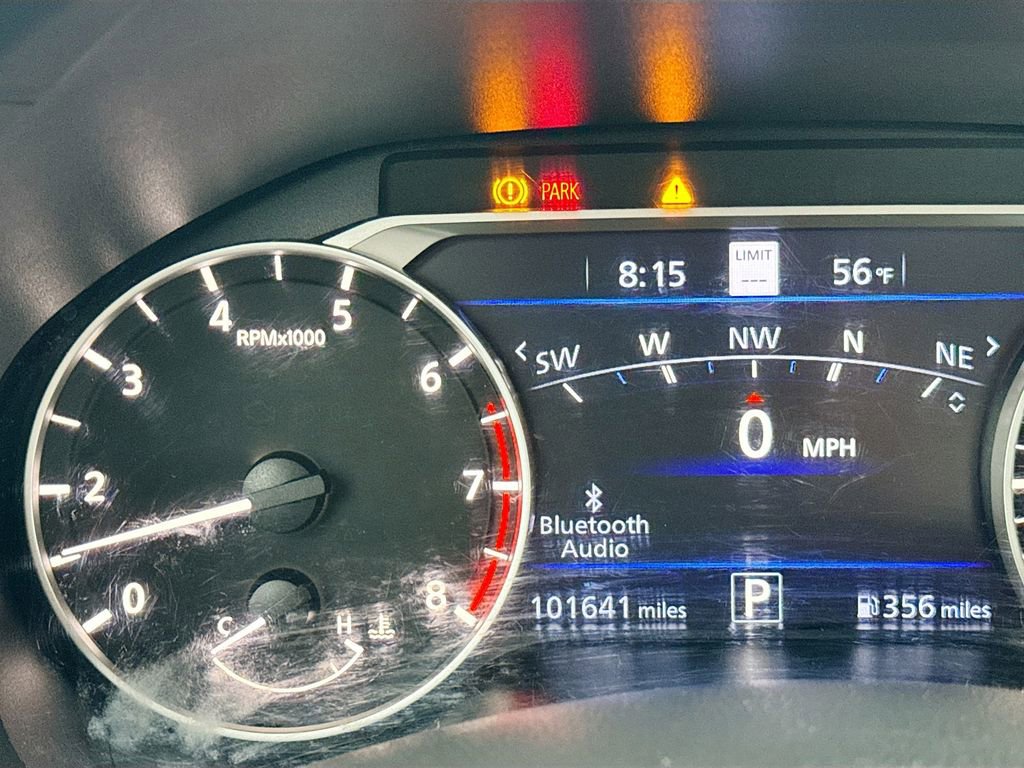 PARK
8:15
LIMIT
---
56°F
4
5
RPMx1000
3
6
2
7
0
8
C
H
SW
W
NW
N
NE
0 MPH
Bluetooth
Audio
101641 miles
P
356 miles